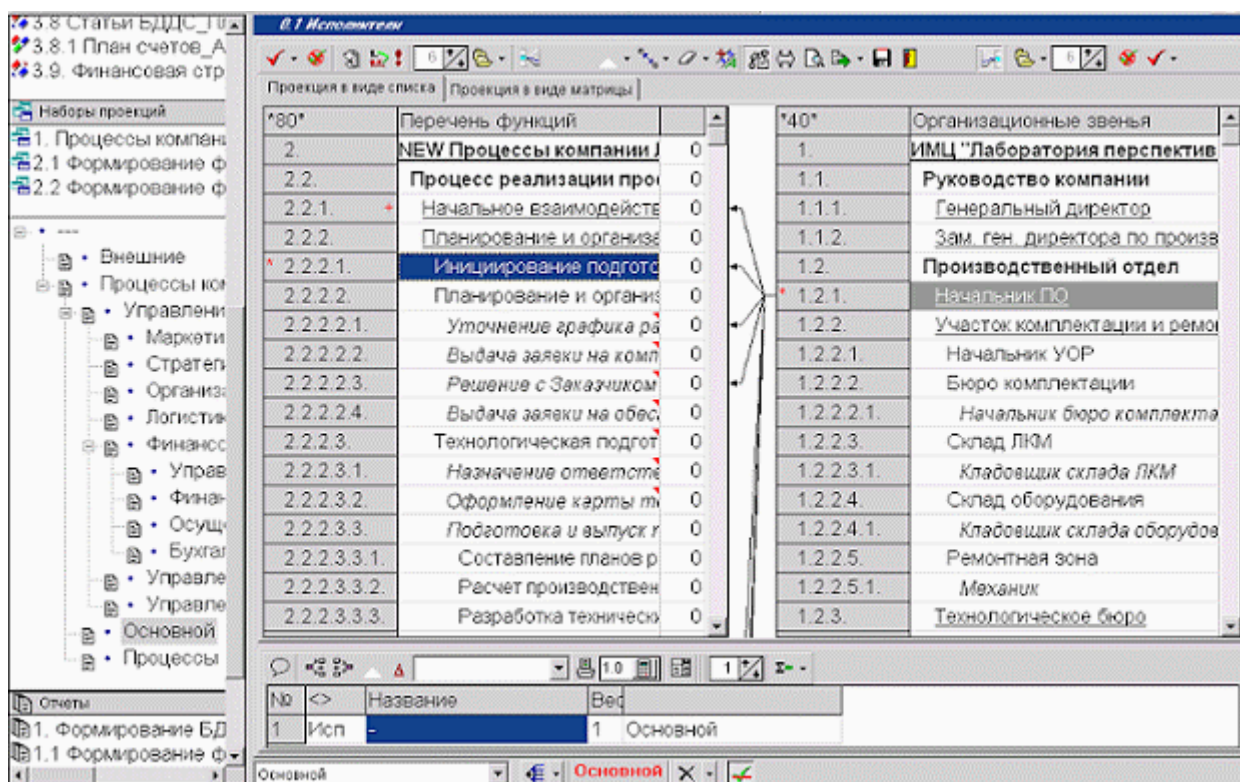 3.8 Статьи БДДС_П
3.8.1 План счетов_А
3.9. Финансовая стр
Наборы проекций
1. Процессы компани
2.1 Формирование ф
2.2 Формирование ф
---
Внешние
Процессы ком
Управлени
Маркети
Стратеги
Организа
Логистик
Финансо
Управ
Финан
Осущ
Бухгал
Управле
Управле
Основной
Процессы
Отчеты
1. Формирование БД
1.1 Формирование ф
0.1 Исполнители
6
6
Проекция в виде списка Проекция в виде матрицы
*80* Перечень функций
2. NEW Процессы компании 0
2.2. Процесс реализации про 0
2.2.1. + Начальное взаимодейств 0
2.2.2. Планирование и организа 0
* 2.2.2.1. Инициирование подгото 0
2.2.2.2. Планирование и организ 0
2.2.2.2.1. Уточнение графика ра 0
2.2.2.2.2. Выдача заявки на комп 0
2.2.2.2.3. Решение с Заказчиком 0
2.2.2.2.4. Выдача заявки на обес 0
2.2.2.3. Технологическая подгот 0
2.2.2.3.1. Назначение ответстве 0
2.2.2.3.2. Оформление карты т 0
2.2.2.3.3. Подготовка и выпуск 0
2.2.2.3.3.1. Составление планов р 0
2.2.2.3.3.2. Расчет производствен 0
2.2.2.3.3.3. Разработка технически 0
*40* Организационные звенья
1. ИМЦ "Лаборатория перспектив
1.1. Руководство компании
1.1.1. Генеральный директор
1.1.2. Зам. ген. директора по произв
1.2. Производственный отдел
* 1.2.1. Начальник ПО
1.2.2. Участок комплектации и ремо
1.2.2.1. Начальник УОР
1.2.2.2. Бюро комплектации
1.2.2.2.1. Начальник бюро комплекта
1.2.2.3. Склад ЛКМ
1.2.2.3.1. Кладовщик склада ЛКМ
1.2.2.4. Склад оборудования
1.2.2.4.1. Кладовщик склада оборудов
1.2.2.5. Ремонтная зона
1.2.2.5.1. Механик
1.2.3. Технологическое бюро
1.0 1
№ <> Название Вес
1 Исп - 1 Основной
Основной Основной